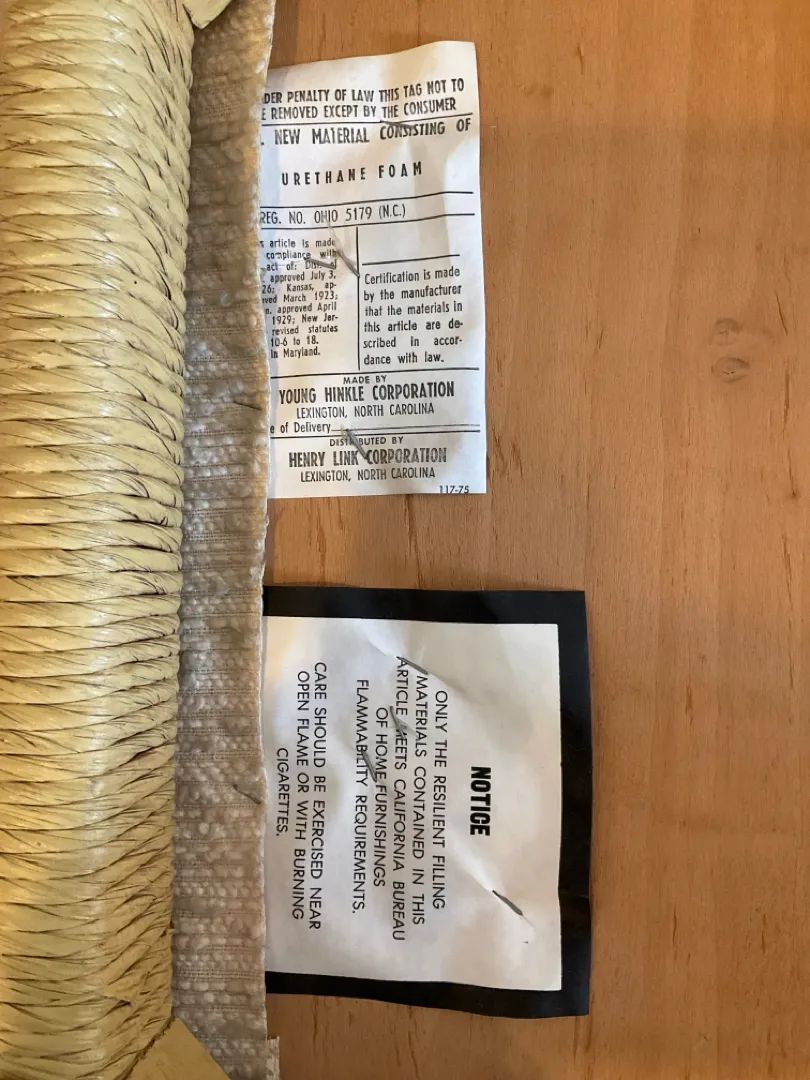 DER PENALTY OF LAW THIS TAG NOT TO
E REMOVED EXCEPT BY THE CONSUMER
. NEW MATERIAL CONSISTING OF
URETHANE FOAM
REG. NO. OHIO 5179 (N.C.)
s article is made
compliance with
act of:
approved July 3,
26; Kansas, ap-
ved March 1923;
n. approved April
1929; New Jer-
revised statutes
10-6 to 18.
in Maryland.
Certification is made
by the manufacturer
that the materials in
this article are de-
scribed in accor-
dance with law.
MADE BY
YOUNG HINKLE CORPORATION
LEXINGTON, NORTH CAROLINA
e of Delivery
DISTRIBUTED BY
HENRY LINK CORPORATION
LEXINGTON, NORTH CAROLINA
117-75
NOTICE
ONLY THE RESILIENT FILLING
MATERIALS CONTAINED IN THIS
ARTICLE MEETS CALIFORNIA BUREAU
OF HOME FURNISHINGS
FLAMMABILITY REQUIREMENTS.
CARE SHOULD BE EXERCISED NEAR
OPEN FLAME OR WITH BURNING
CIGARETTES.